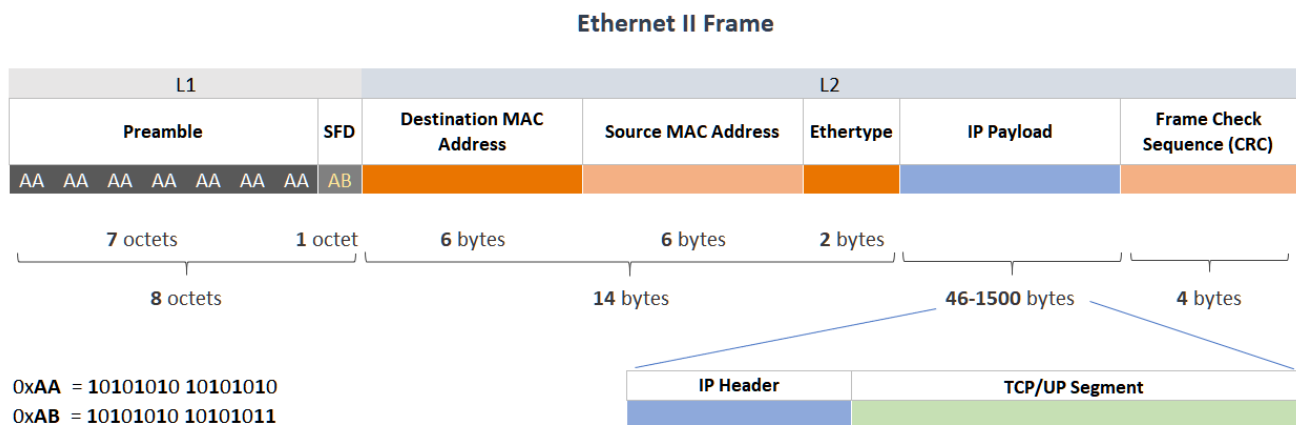 Ethernet II Frame
L1 L2
Preamble SFD Destination MAC Address Source MAC Address Ethertype IP Payload Frame Check Sequence (CRC)
AA AA AA AA AA AA AA AB
7 octets 1 octet 6 bytes 6 bytes 2 bytes
8 octets 14 bytes 46-1500 bytes 4 bytes
IP Header TCP/UP Segment
0xAA = 10101010 10101010
0xAB = 10101010 10101011